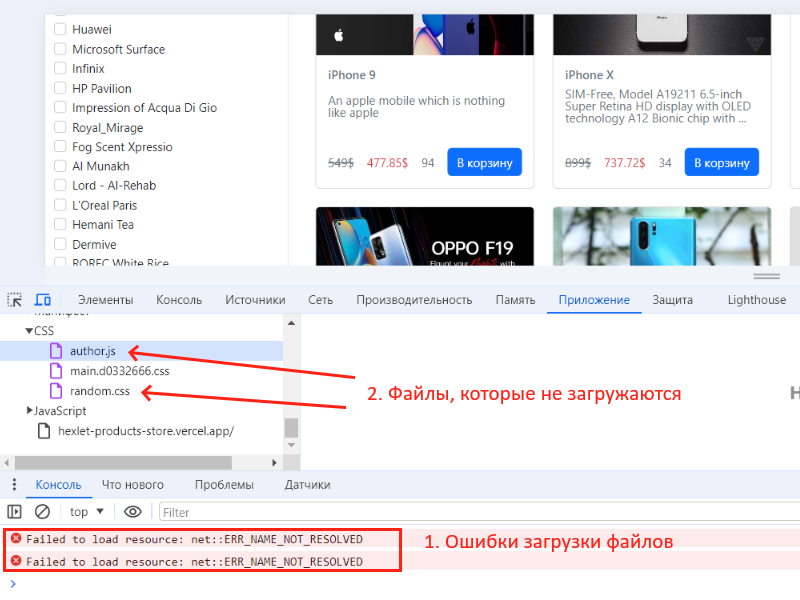 Huawei
Microsoft Surface
Infinix
HP Pavilion
Impression of Acqua Di Gio
Royal_Mirage
Fog Scent Xpressio
Al Munakh
Lord - Al-Rehab
L'Oreal Paris
Hemani Tea
Dermive
ROREC White Rice
iPhone 9
An apple mobile which is nothing
like apple
549$ 477.85$ 94 В корзину
iPhone X
SIM-Free, Model A19211 6.5-inch
Super Retina HD display with OLED
technology A12 Bionic chip with ...
899$ 737.72$ 34 В корзину
OPPO F19
Flaunt your Nights with
Элементы Консоль Источники Сеть Производительность Память Приложение Защита Lighthouse
Манифест
CSS
author.js
main.d0332666.css
random.css
JavaScript
hexlet-products-store.vercel.app/
2. Файлы, которые не загружаются
Н
Консоль Что нового Проблемы Датчики
top Filter
Failed to load resource: net::ERR_NAME_NOT_RESOLVED
Failed to load resource: net::ERR_NAME_NOT_RESOLVED
1. Ошибки загрузки файлов